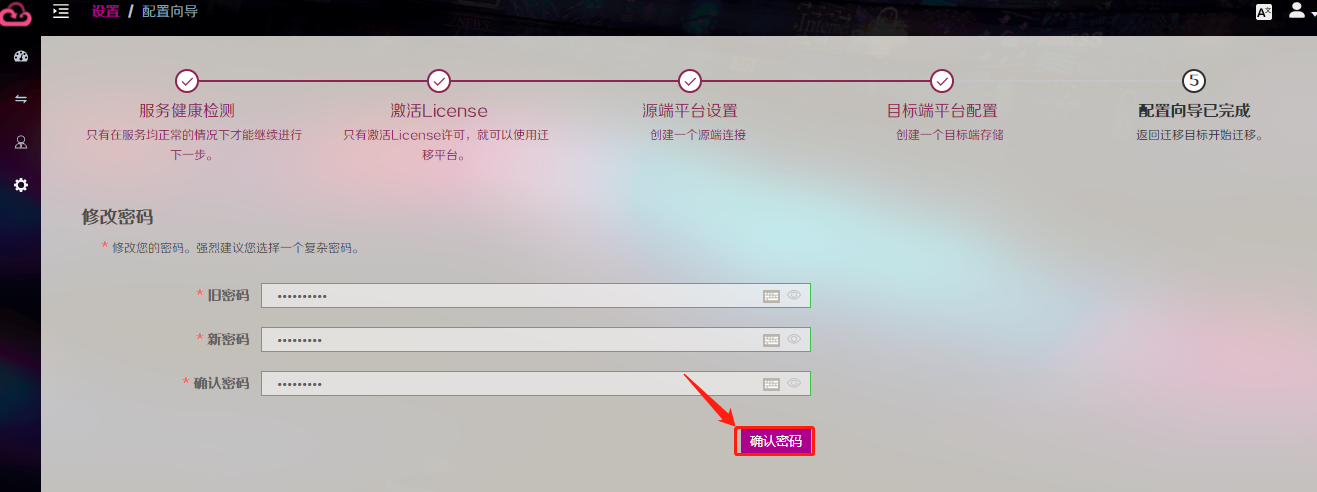 设置 / 配置向导
A文
5
服务健康检测
只有在服务均正常的情况下才能继续进行
下一步。
激活License
只有激活License许可，就可以使用迁
移平台。
源端平台设置
创建一个源端连接
目标端平台配置
创建一个目标端存储
配置向导已完成
返回迁移目标开始迁移。
修改密码
* 修改您的密码。强烈建议您选择一个复杂密码。
* 旧密码 ••••••••••
* 新密码 •••••••••
* 确认密码 •••••••••
确认密码